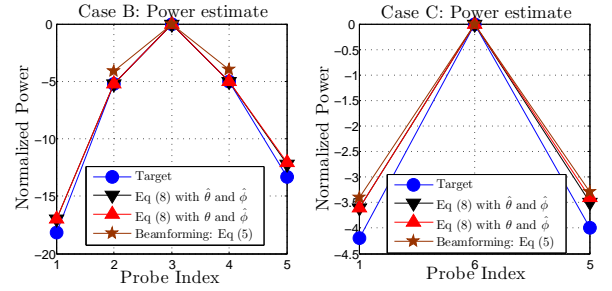 Case B: Power estimate
Normalized Power
0
−5
−10
−15
−20
1
2
3
4
5
Probe Index
Target
Eq (8) with θ̂ and ϕ̂
Eq (8) with θ and ϕ̂
Beamforming: Eq (5)
Case C: Power estimate
Normalized Power
0
−0.5
−1
−1.5
−2
−2.5
−3
−3.5
−4
−4.5
1
6
5
Probe Index
Target
Eq (8) with θ̂ and ϕ̂
Eq (8) with θ and ϕ̂
Beamforming: Eq (5)